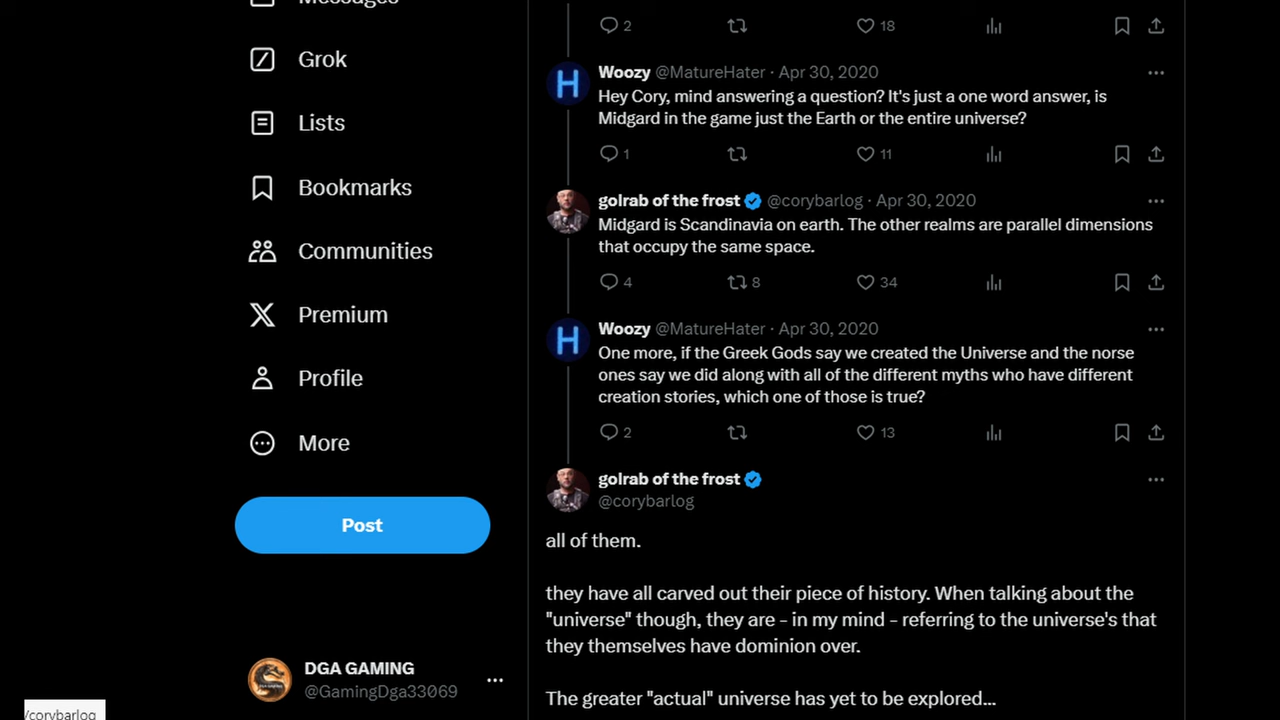 Messages
2 18
Grok
Woozy @MatureHater · Apr 30, 2020
Hey Cory, mind answering a question? It's just a one word answer, is
Midgard in the game just the Earth or the entire universe?
Lists
1 11
Bookmarks
golrab of the frost @corybarlog · Apr 30, 2020
Midgard is Scandinavia on earth. The other realms are parallel dimensions
that occupy the same space.
Communities
4 8 34
Premium
Woozy @MatureHater · Apr 30, 2020
One more, if the Greek Gods say we created the Universe and the norse
ones say we did along with all of the different myths who have different
creation stories, which one of those is true?
Profile
2 13
More
golrab of the frost
@corybarlog
Post
all of them.
they have all carved out their piece of history. When talking about the
"universe" though, they are - in my mind - referring to the universe's that
they themselves have dominion over.
DGA GAMING
@GamingDga33069
The greater "actual" universe has yet to be explored...
/corybarlog